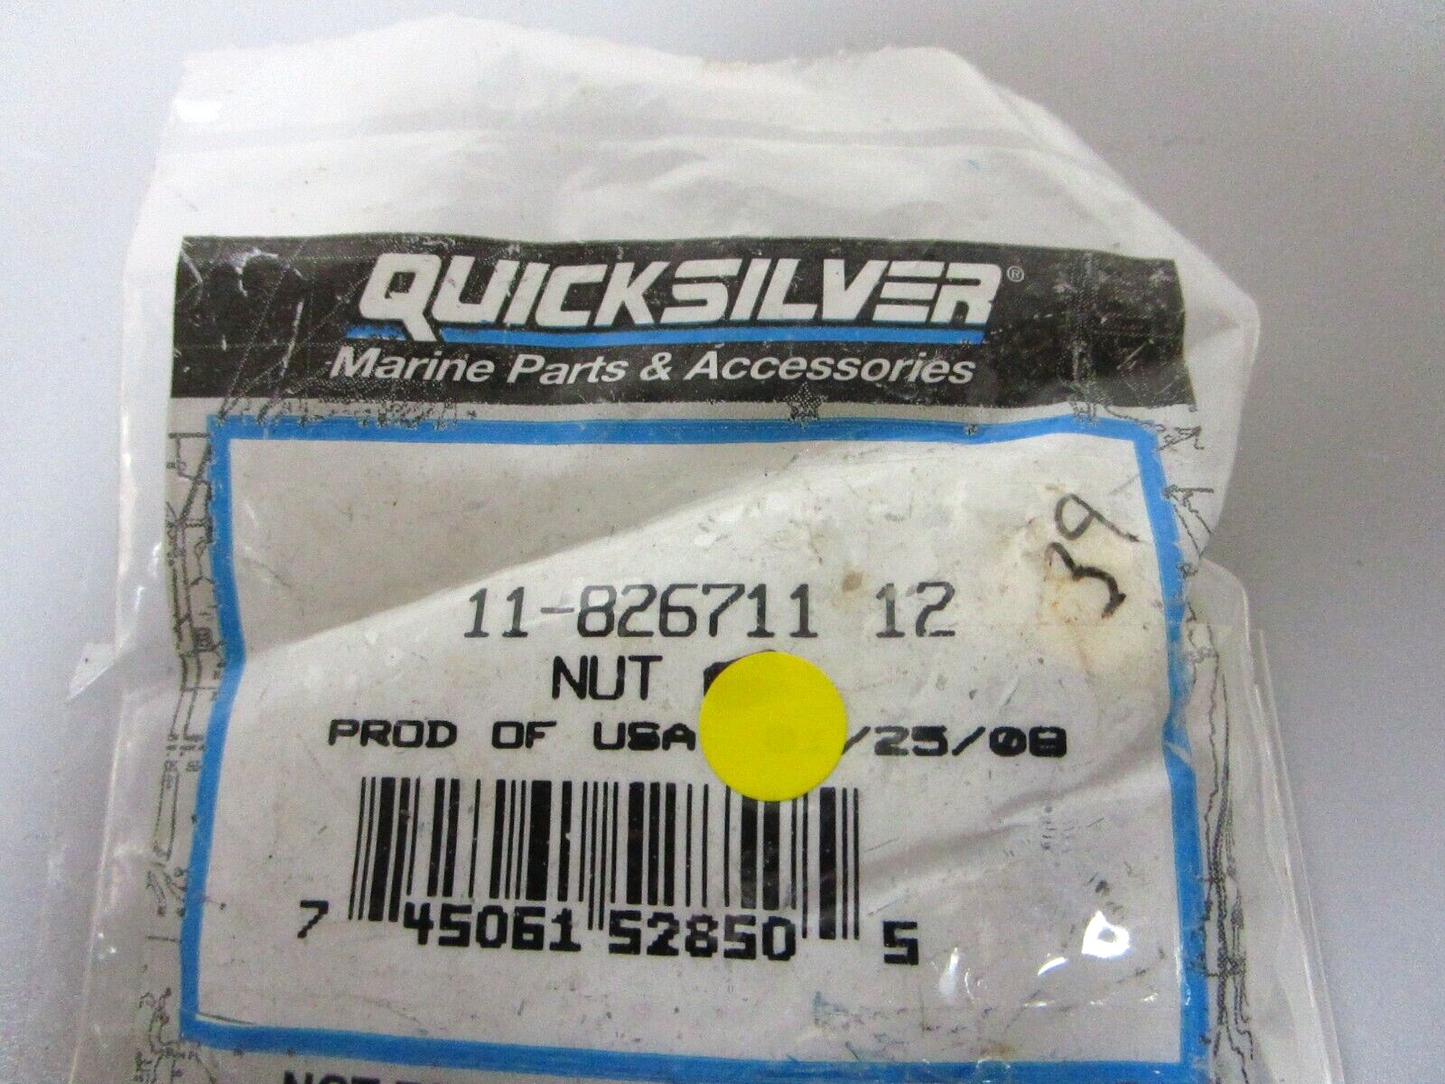 QUICKSILVER®
Marine Parts & Accessories
39
11-826711 12
NUT
PROD OF USA /25/08
7 45061 52850 5